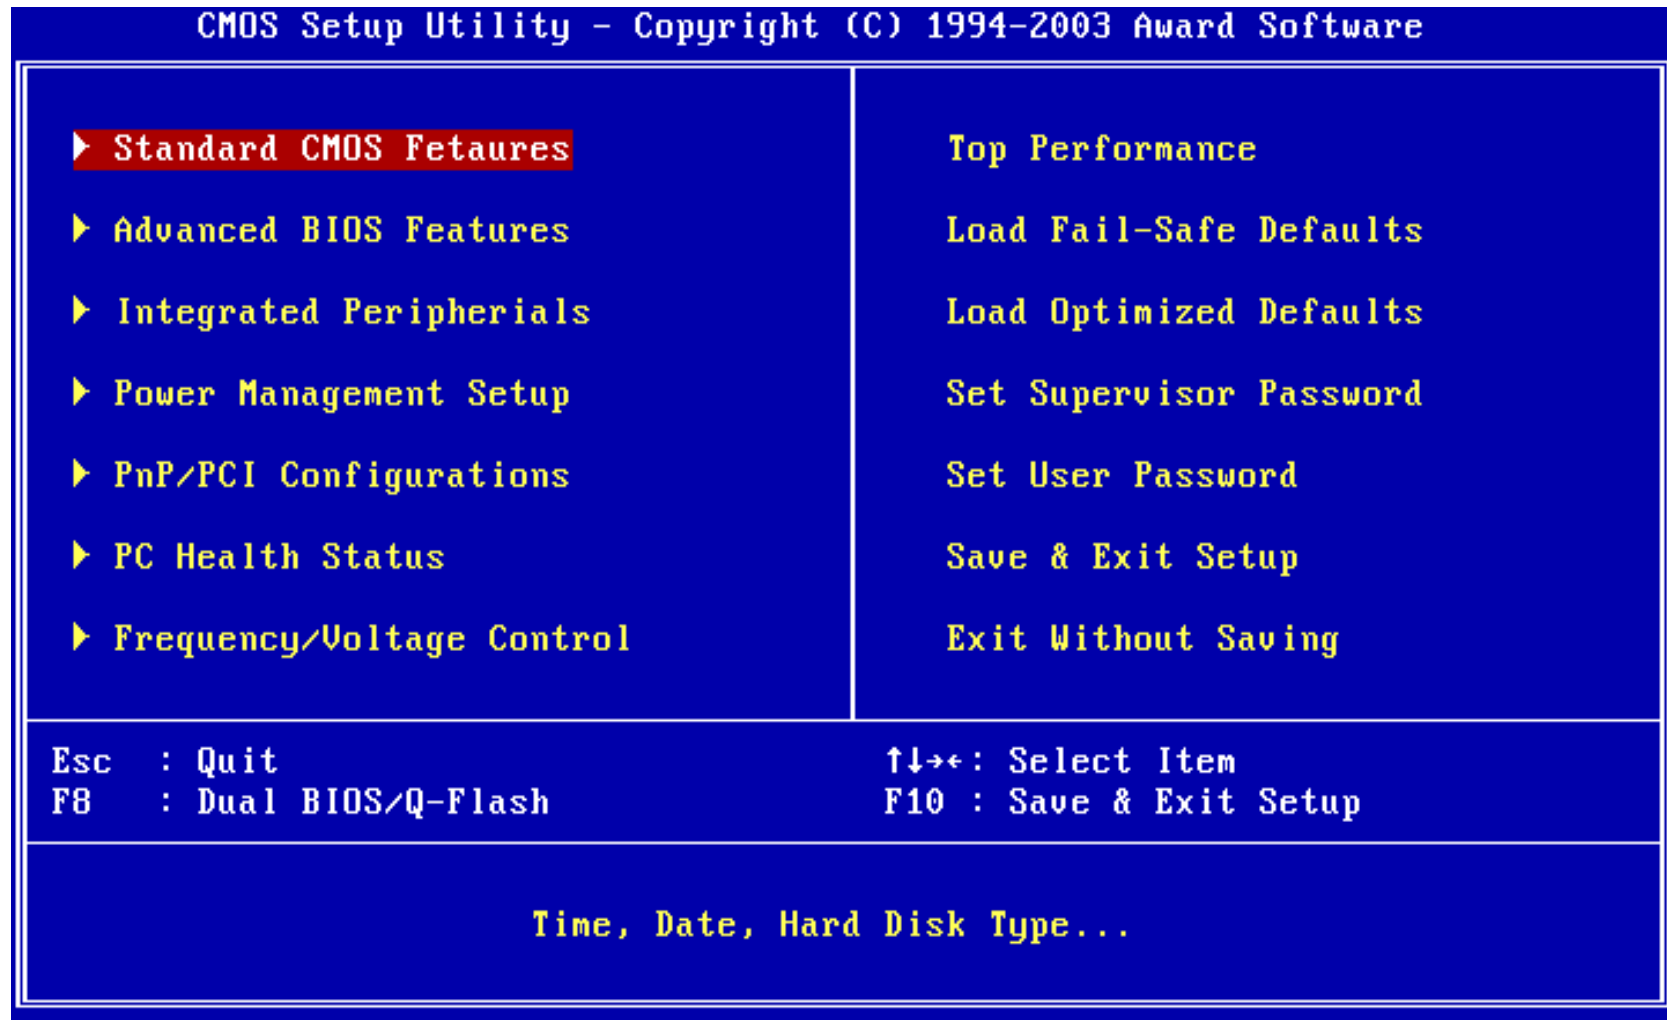 CMOS Setup Utility - Copyright (C) 1994-2003 Award Software
Standard CMOS Fetaures
Advanced BIOS Features
Integrated Peripherials
Power Management Setup
PnP/PCI Configurations
PC Health Status
Frequency/Voltage Control
Top Performance
Load Fail-Safe Defaults
Load Optimized Defaults
Set Supervisor Password
Set User Password
Save & Exit Setup
Exit Without Saving
Esc : Quit
F8 : Dual BIOS/Q-Flash
↑↓→←: Select Item
F10 : Save & Exit Setup
Time, Date, Hard Disk Type...